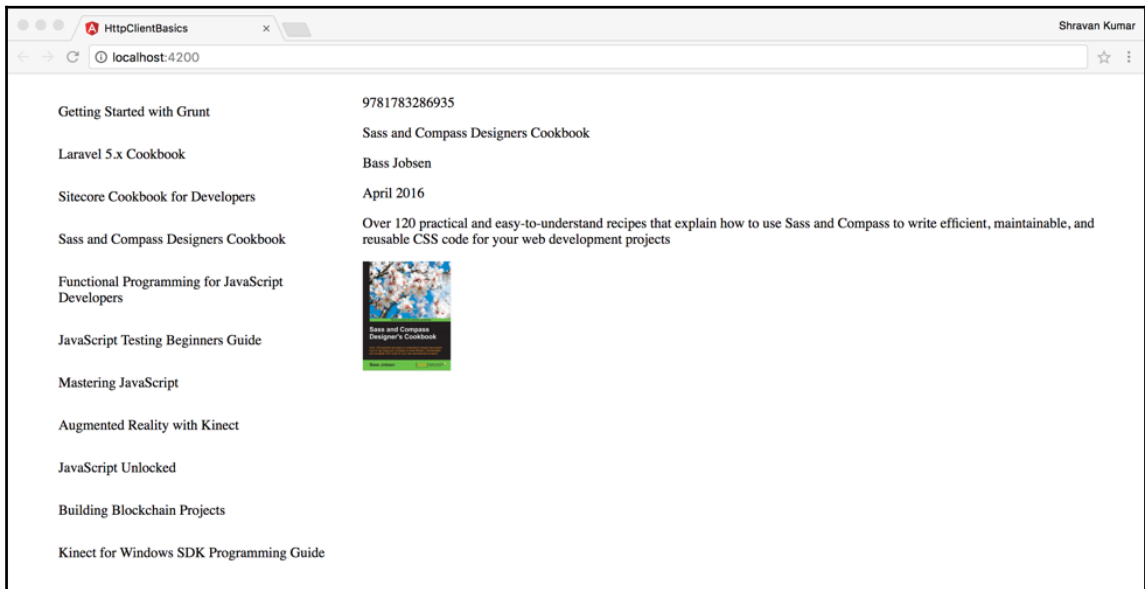 HttpClientBasics
Shravan Kumar
localhost:4200
Getting Started with Grunt
Laravel 5.x Cookbook
Sitecore Cookbook for Developers
Sass and Compass Designers Cookbook
Functional Programming for JavaScript
Developers
JavaScript Testing Beginners Guide
Mastering JavaScript
Augmented Reality with Kinect
JavaScript Unlocked
Building Blockchain Projects
Kinect for Windows SDK Programming Guide
9781783286935
Sass and Compass Designers Cookbook
Bass Jobsen
April 2016
Over 120 practical and easy-to-understand recipes that explain how to use Sass and Compass to write efficient, maintainable, and
reusable CSS code for your web development projects
Sass and Compass
Designer's Cookbook
Bass Jobsen